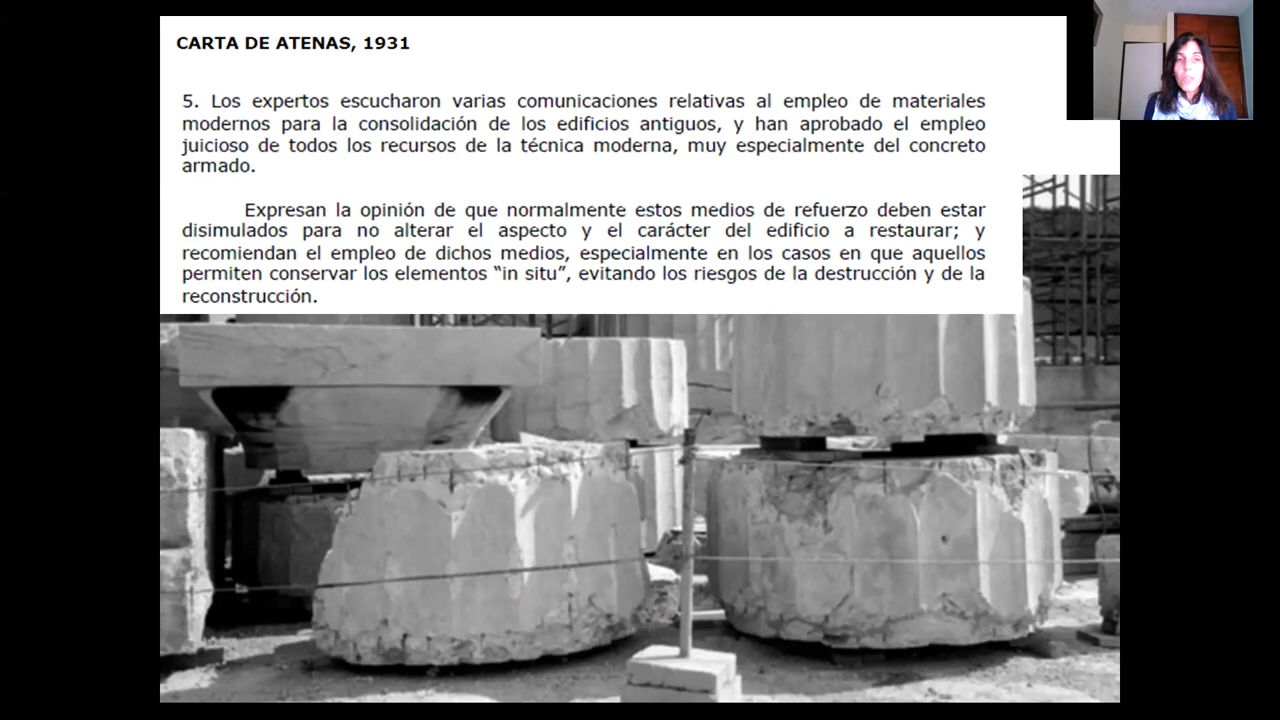 CARTA DE ATENAS, 1931
5. Los expertos escucharon varias comunicaciones relativas al empleo de materiales
modernos para la consolidación de los edificios antiguos, y han aprobado el empleo
juicioso de todos los recursos de la técnica moderna, muy especialmente del concreto
armado.
Expresan la opinión de que normalmente estos medios de refuerzo deben estar
disimulados para no alterar el aspecto y el carácter del edificio a restaurar; y
recomiendan el empleo de dichos medios, especialmente en los casos en que aquellos
permiten conservar los elementos “in situ”, evitando los riesgos de la destrucción y de la
reconstrucción.